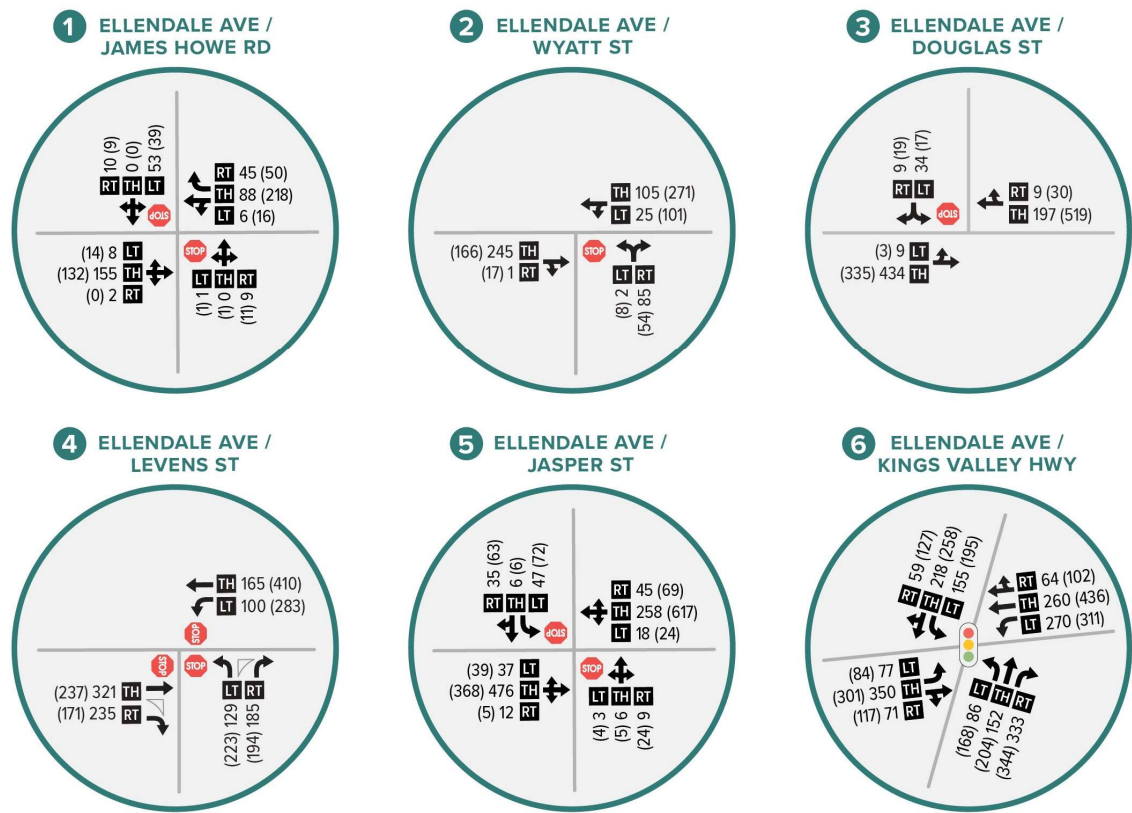 1 ELLENDALE AVE /
JAMES HOWE RD
10 (9)
0 (0)
53 (39)
RT TH LT
STOP
RT 45 (50)
TH 88 (218)
LT 6 (16)
(14) 8 LT
(132) 155 TH
(0) 2 RT
STOP
LT TH RT
(1) 1
(1) 0
(11) 9
2 ELLENDALE AVE /
WYATT ST
TH 105 (271)
LT 25 (101)
(166) 245 TH
(17) 1 RT
STOP
LT RT
(8) 2
(54) 85
3 ELLENDALE AVE /
DOUGLAS ST
9 (19)
34 (17)
RT LT
STOP
RT 9 (30)
TH 197 (519)
(3) 9 LT
(335) 434 TH
4 ELLENDALE AVE /
LEVENS ST
TH 165 (410)
LT 100 (283)
STOP
STOP
STOP
(237) 321 TH
(171) 235 RT
LT RT
(223) 129
(194) 185
5 ELLENDALE AVE /
JASPER ST
35 (63)
6 (6)
47 (72)
RT TH LT
STOP
RT 45 (69)
TH 258 (617)
LT 18 (24)
(39) 37 LT
(368) 476 TH
(5) 12 RT
STOP
LT TH RT
(4) 3
(5) 6
(24) 9
6 ELLENDALE AVE /
KINGS VALLEY HWY
59 (127)
218 (258)
155 (195)
RT TH LT
RT 64 (102)
TH 260 (436)
LT 270 (311)
(84) 77 LT
(301) 350 TH
(117) 71 RT
LT TH RT
(168) 86
(204) 152
(344) 333